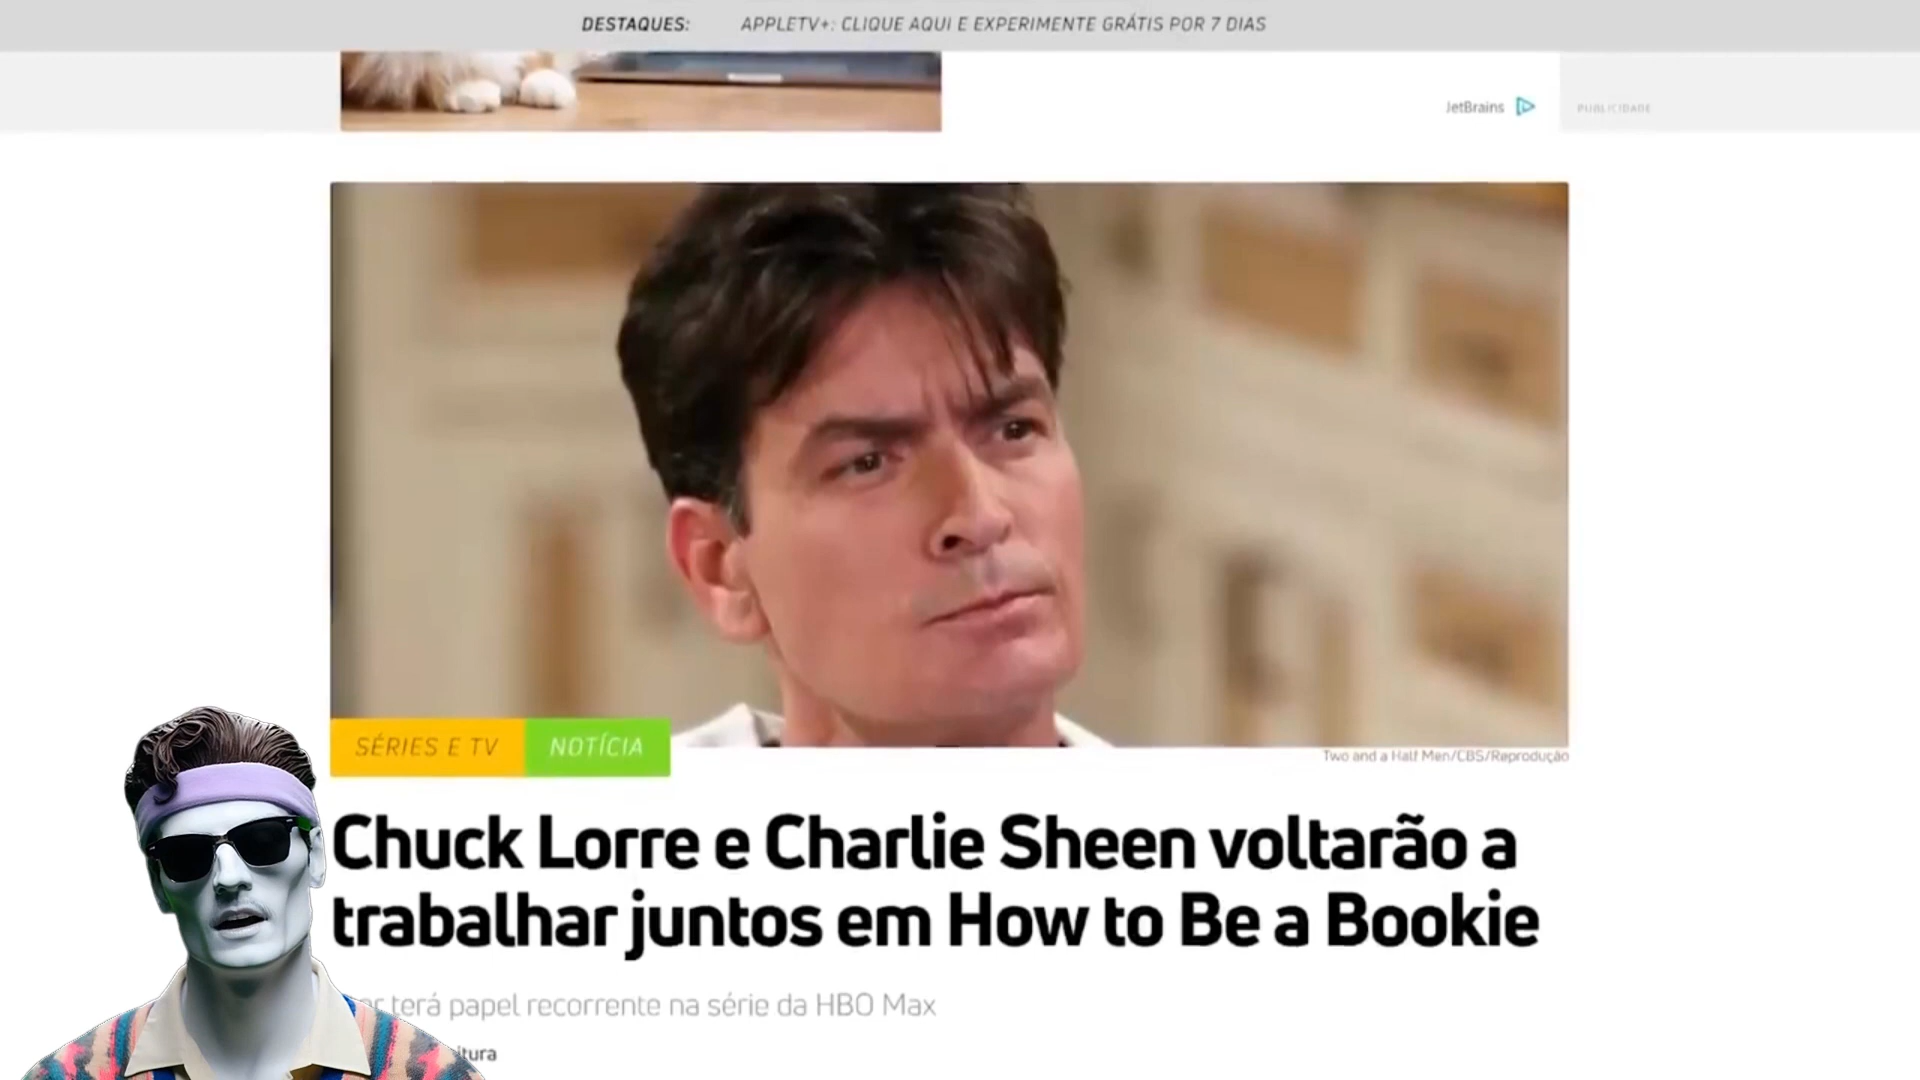 DESTAQUES: APPLETV+: CLIQUE AQUI E EXPERIMENTE GRÁTIS POR 7 DIAS
JetBrains
PUBLICIDADE
SÉRIES E TV
NOTÍCIA
Two and a Half Men/CBS/Reprodução
Chuck Lorre e Charlie Sheen voltarão a
trabalhar juntos em How to Be a Bookie
terá papel recorrente na série da HBO Max